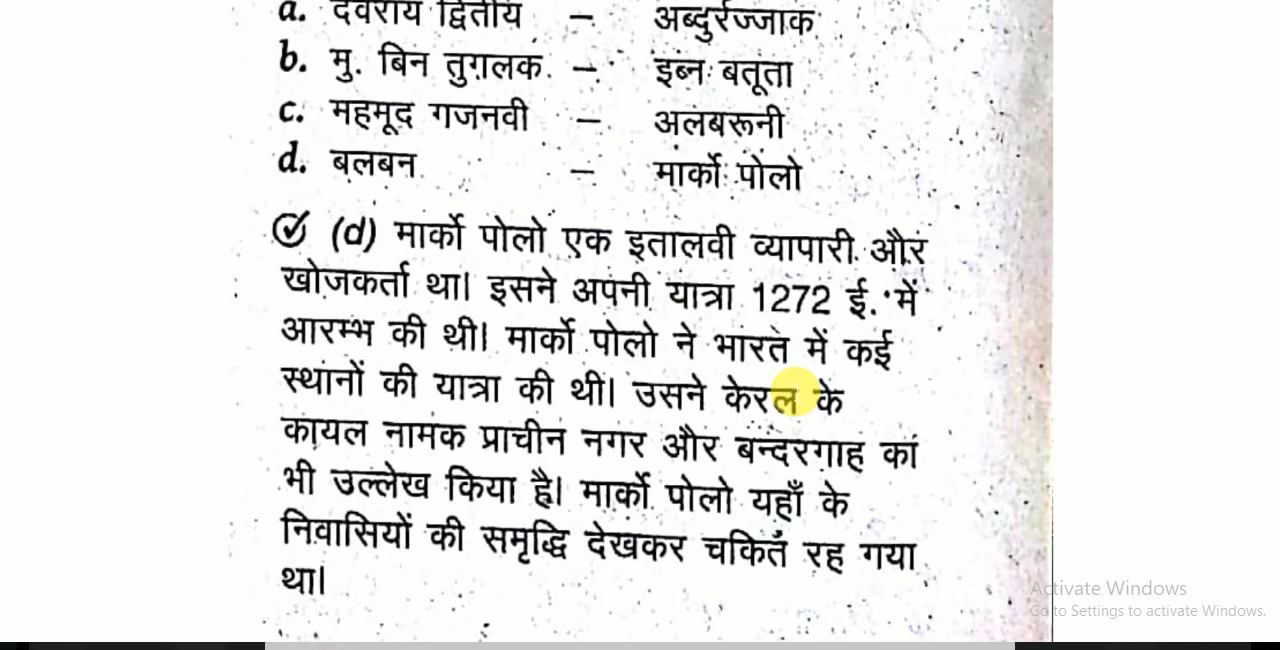 a. देवराय द्वितीय – अब्दुर्रज्जाक
b. मु. बिन तुग़लक – इब्न बतूता
c. महमूद गजनवी – अलबरूनी
d. बलबन – मार्को पोलो
(d) मार्को पोलो एक इतालवी व्यापारी और
खोजकर्ता था। इसने अपनी यात्रा 1272 ई. में
आरम्भ की थी। मार्को पोलो ने भारत में कई
स्थानों की यात्रा की थी। उसने केरल के
कायल नामक प्राचीन नगर और बन्दरगाह का
भी उल्लेख किया है। मार्को पोलो यहाँ के
निवासियों की समृद्धि देखकर चकित रह गया
था।
Activate Windows
Go to Settings to activate Windows.